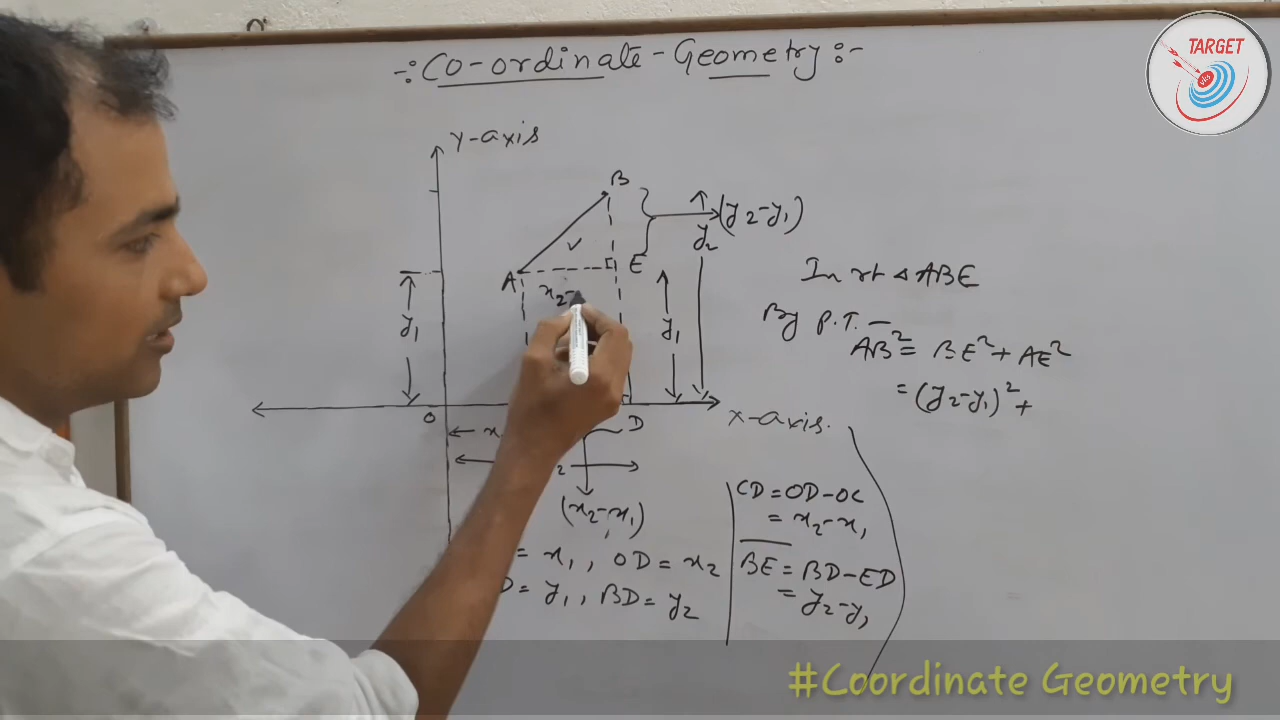 TARGET
-:Co-ordinate-Geometry:-
Y-axis
B
(y2-y1)
y2
A
E
x2-
y1
y1
In rt △ABE
By P.T. -
AB² = BE² + AE²
= (y2-y1)² +
O
D
x-axis.
x
2
(x2-x1)
= x1, OD = x2
D = y1, BD = y2
CD = OD-OC
= x2-x1
BE = BD-ED
= y2-y1
#Coordinate Geometry